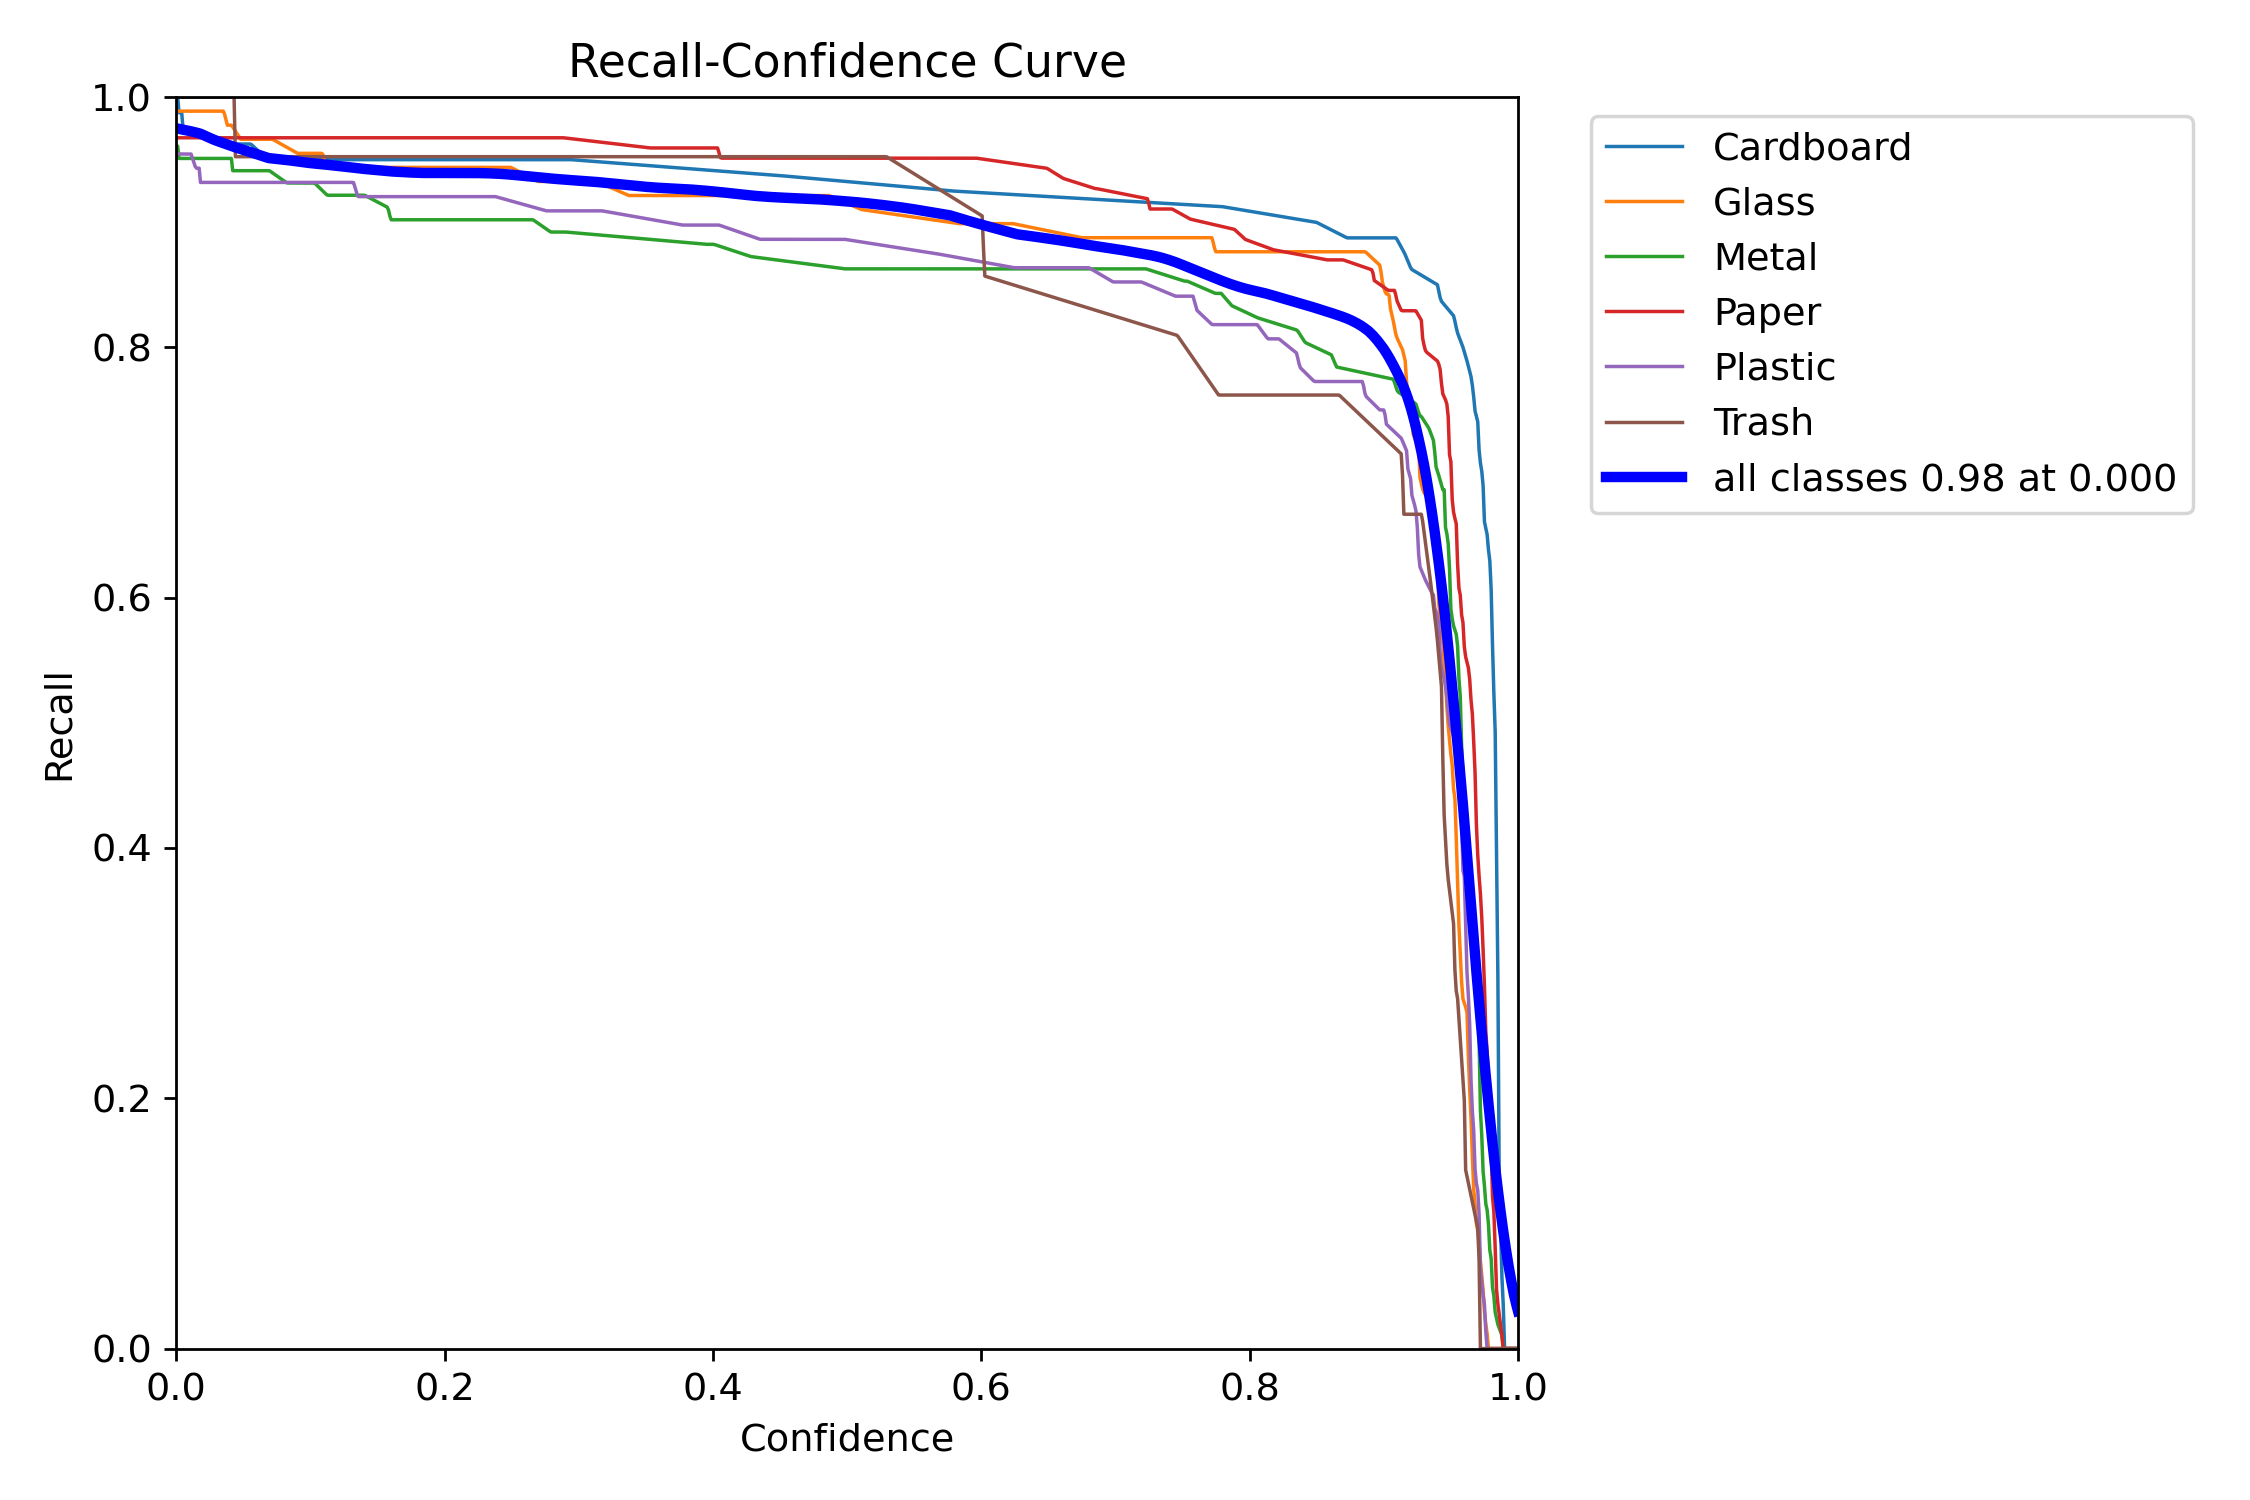 Recall-Confidence Curve
1.0
0.8
0.6
0.4
0.2
0.0
Recall
0.0 0.2 0.4 0.6 0.8 1.0
Confidence
Cardboard
Glass
Metal
Paper
Plastic
Trash
all classes 0.98 at 0.000